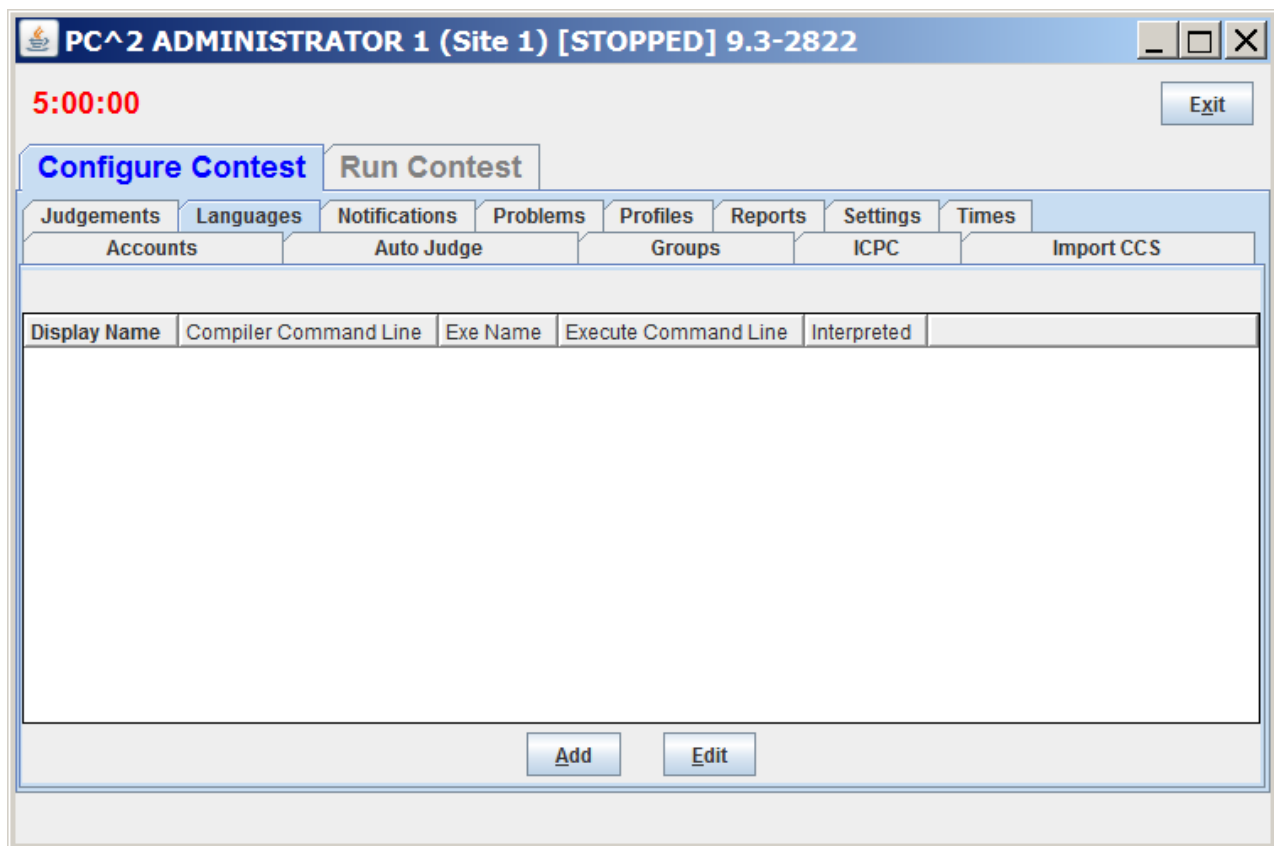 PC^2 ADMINISTRATOR 1 (Site 1) [STOPPED] 9.3-2822
5:00:00 Exit
Configure Contest Run Contest
Judgements Languages Notifications Problems Profiles Reports Settings Times
Accounts Auto Judge Groups ICPC Import CCS
Display Name Compiler Command Line Exe Name Execute Command Line Interpreted
Add Edit